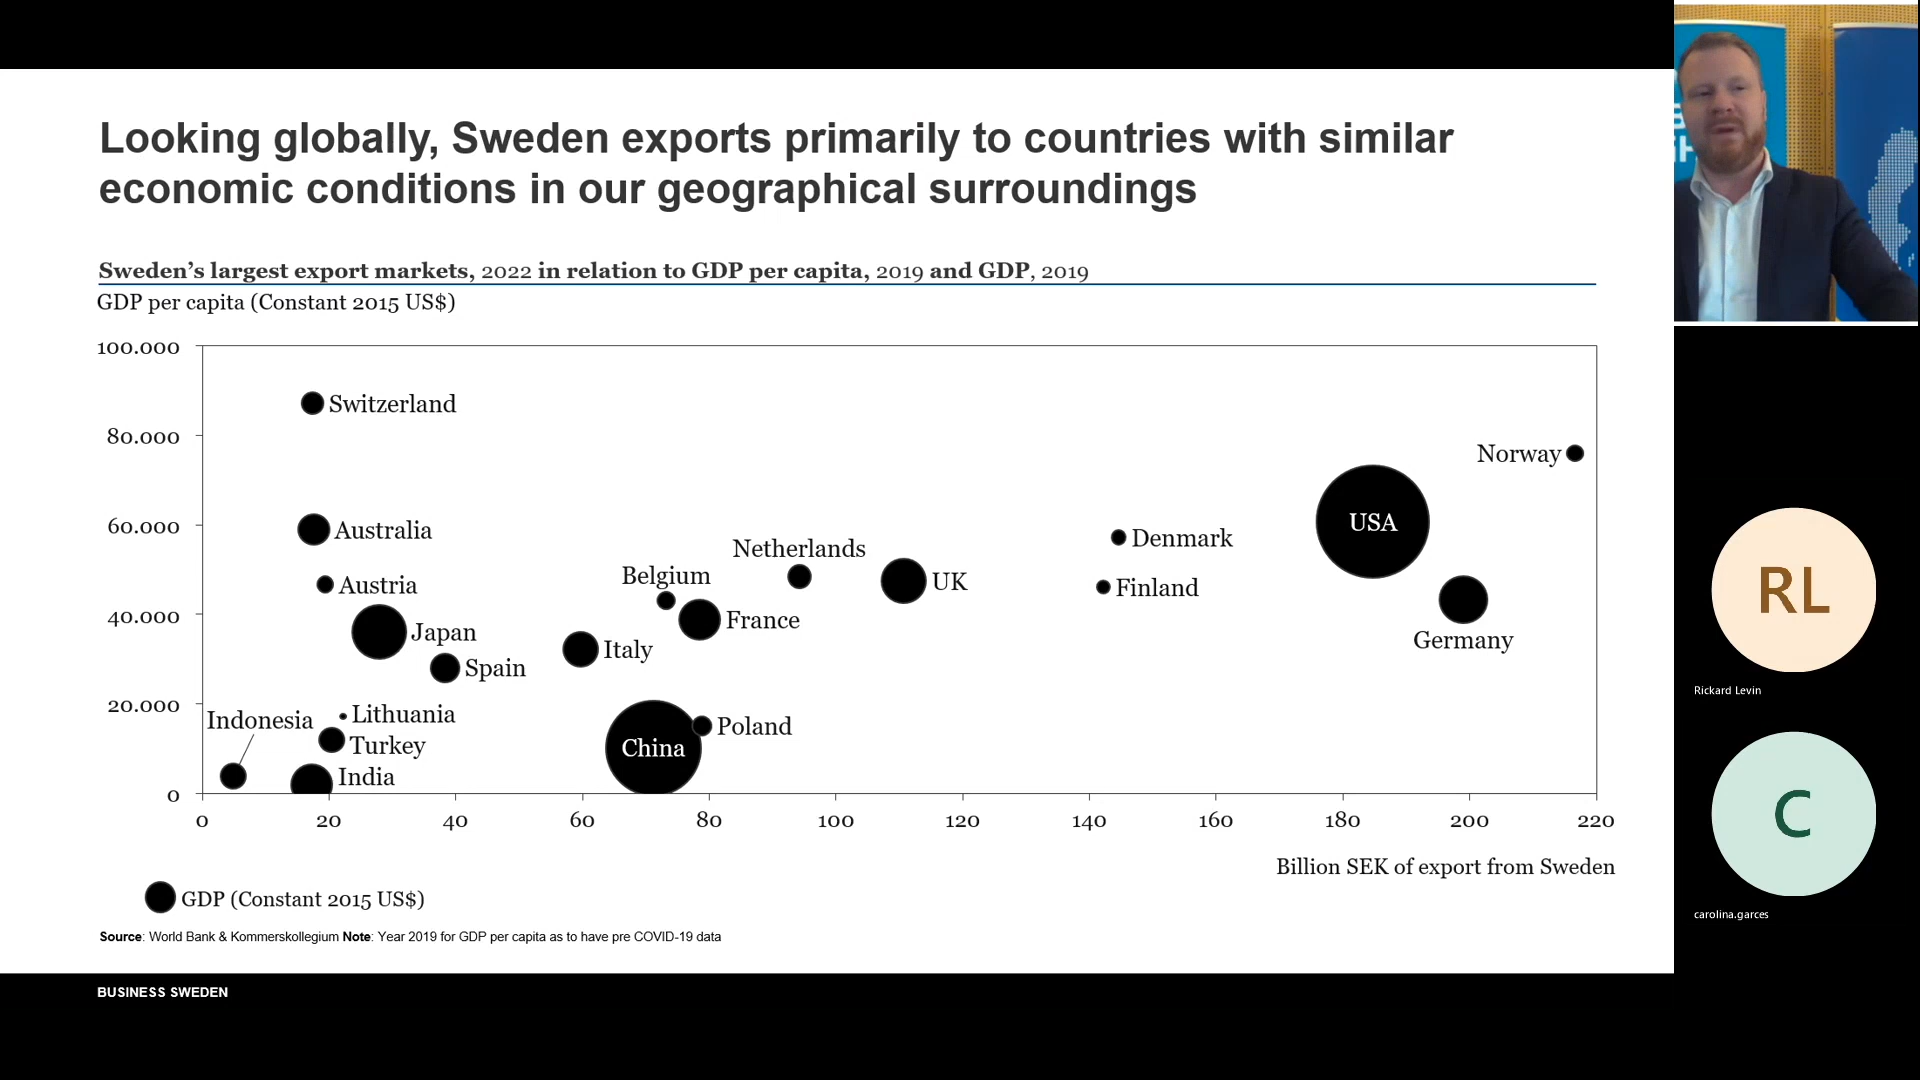 Looking globally, Sweden exports primarily to countries with similar
economic conditions in our geographical surroundings
Sweden's largest export markets, 2022 in relation to GDP per capita, 2019 and GDP, 2019
GDP per capita (Constant 2015 US$)
100.000
80.000
60.000
40.000
20.000
0
Switzerland
Norway
Australia
USA
Denmark
Netherlands
Belgium
UK
Austria
Finland
France
Japan
Germany
Italy
Spain
Lithuania
Indonesia
Poland
Turkey
China
India
0 20 40 60 80 100 120 140 160 180 200 220
Billion SEK of export from Sweden
GDP (Constant 2015 US$)
Source: World Bank & Kommerskollegium Note: Year 2019 for GDP per capita as to have pre COVID-19 data
BUSINESS SWEDEN
RL
Rickard Levin
C
carolina.garces